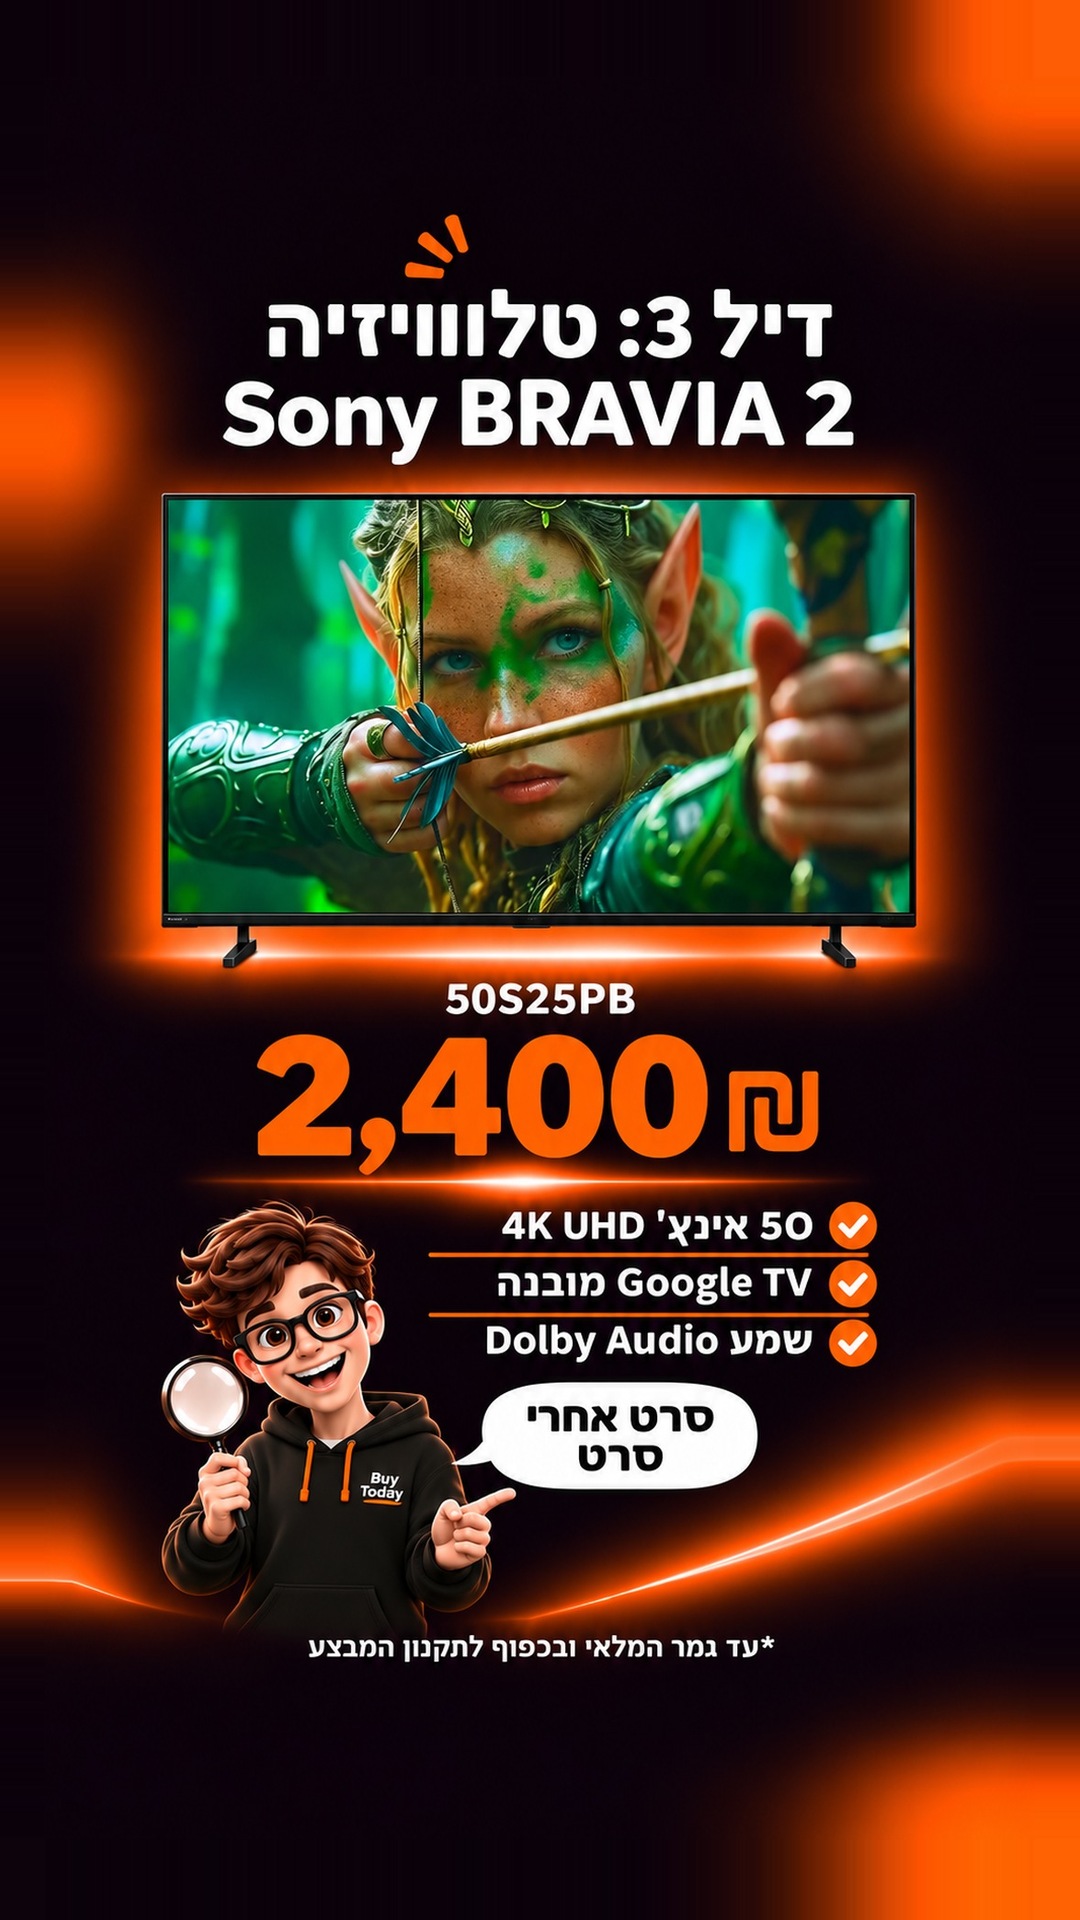 דיל 3: טלוווויזיה
Sony BRAVIA 2
50S25PB
2,400 ₪
50 אינץ' 4K UHD
Google TV מובנה
שמע Dolby Audio
סרט אחרי
סרט
Buy
Today
*עד גמר המלאי ובכפוף לתקנון המבצע